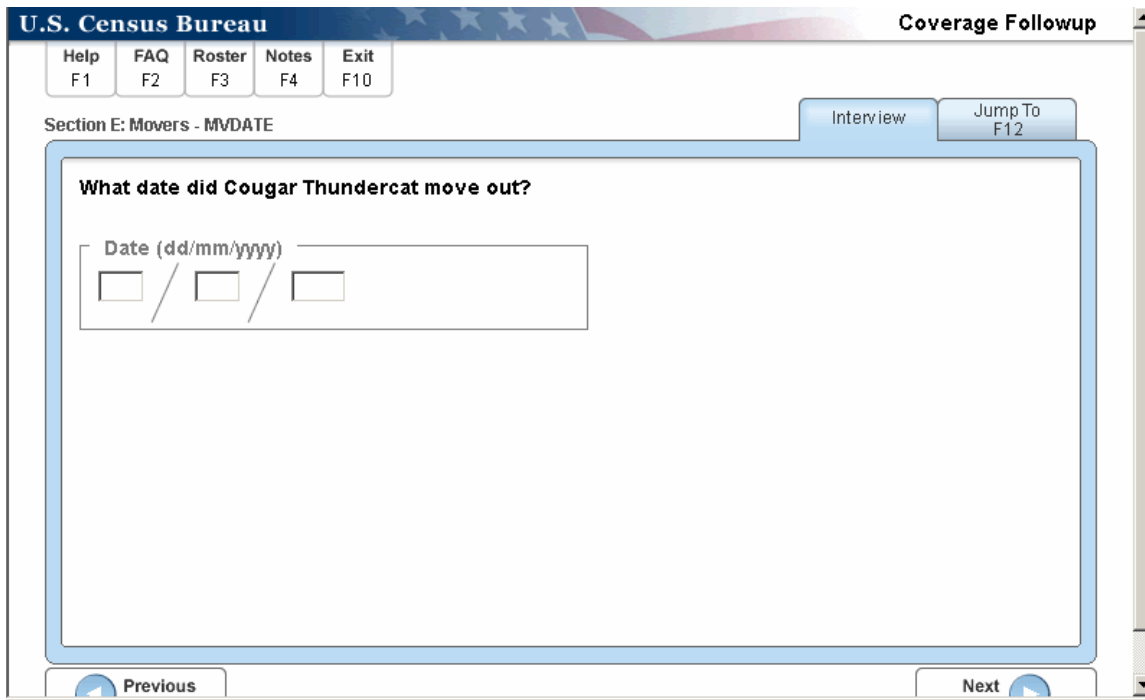 U.S. Census Bureau
Coverage Followup
Help FAQ Roster Notes Exit
F1 F2 F3 F4 F10
Section E: Movers - MVDATE
Interview
Jump To
F12
What date did Cougar Thundercat move out?
Date (dd/mm/yyyy)
/ /
Previous
Next